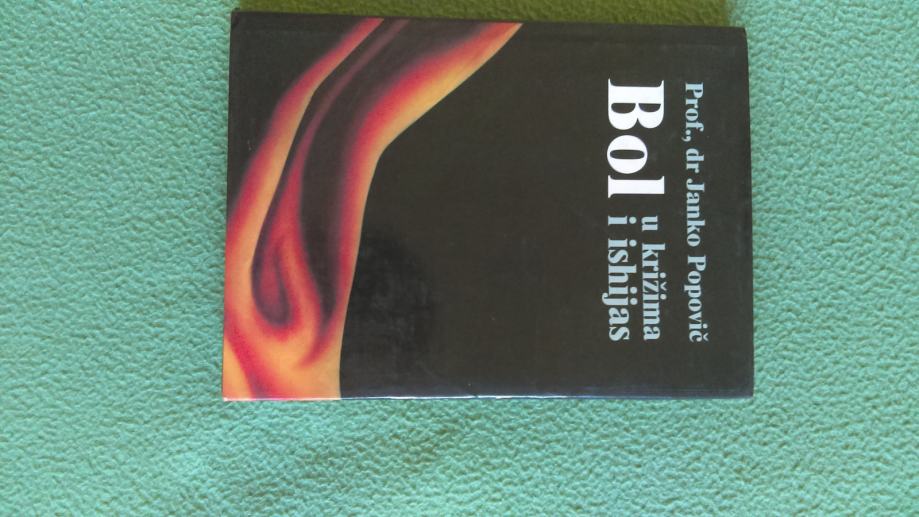 Prof., dr Janko Popovič
Bol u križima
i ishijas